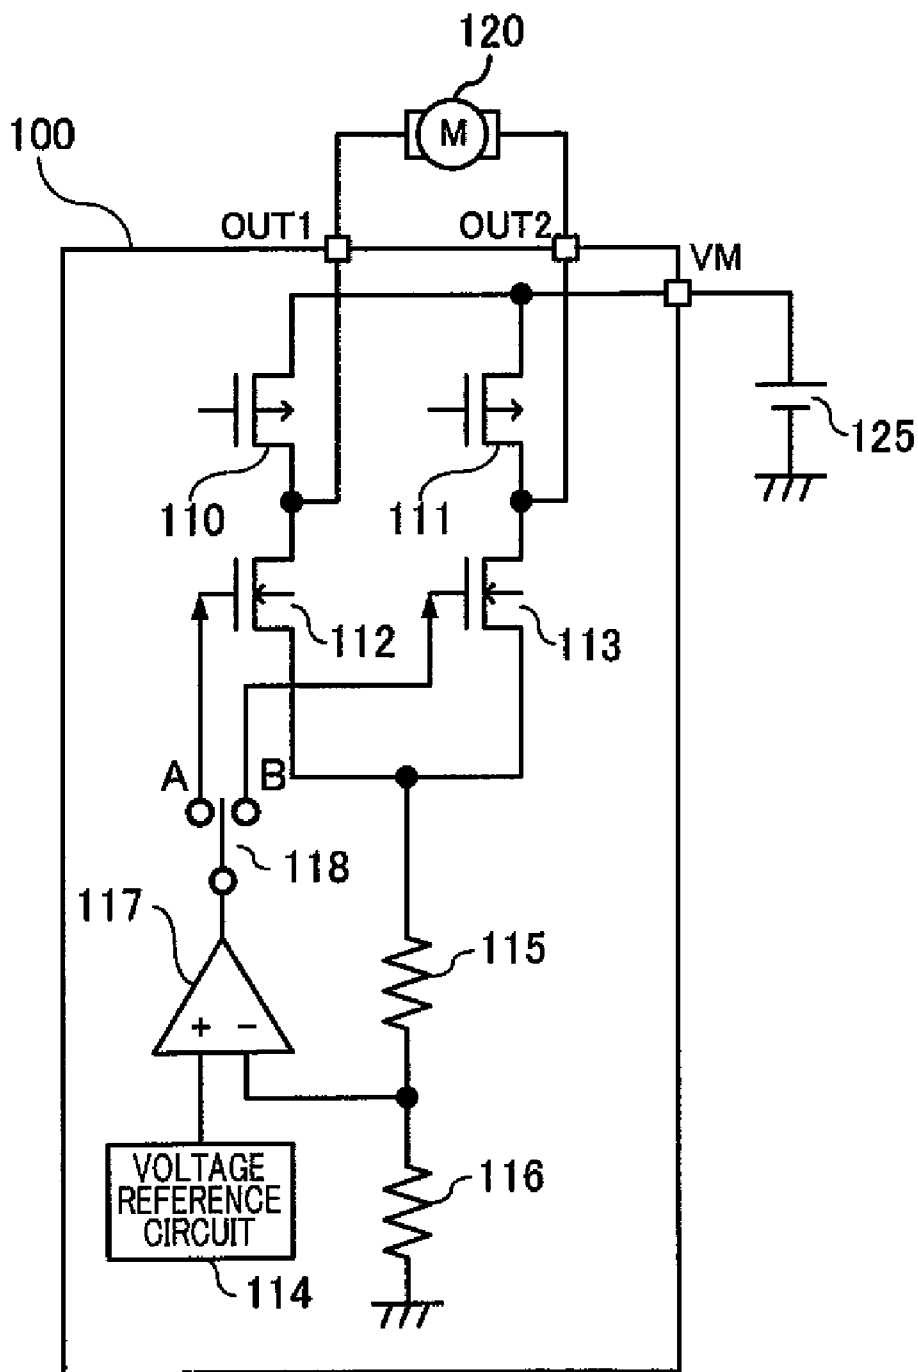 120
M
100
OUT1
OUT2
VM
125
110
111
112
113
A
B
118
117
115
+ −
VOLTAGE
REFERENCE
CIRCUIT
116
114